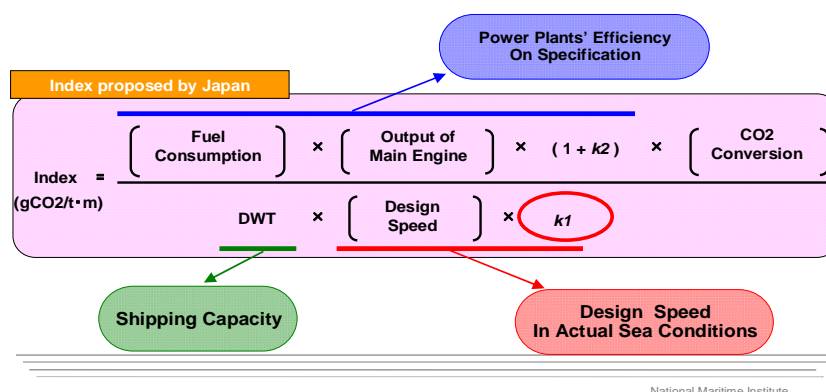 Power Plants' Efficiency
On Specification
Index proposed by Japan
Fuel
Consumption
×
Output of
Main Engine
×
( 1 + k2 )
×
CO2
Conversion
Index =
(gCO2/t・m)
DWT
×
Design
Speed
×
k1
Shipping Capacity
Design Speed
In Actual Sea Conditions
National Maritime Institute